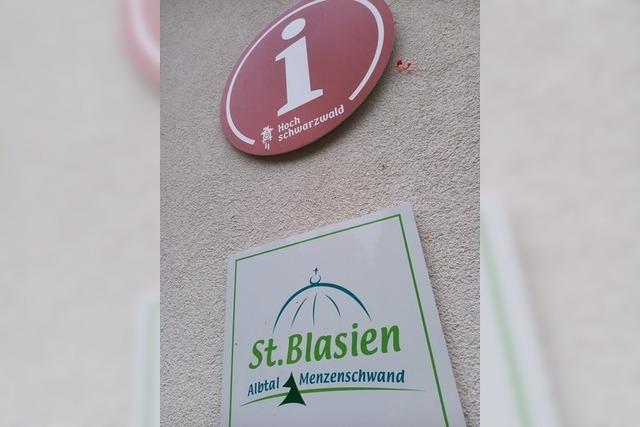 i
Hoch
schwarzwald
St.Blasien
Albtal Menzenschwand